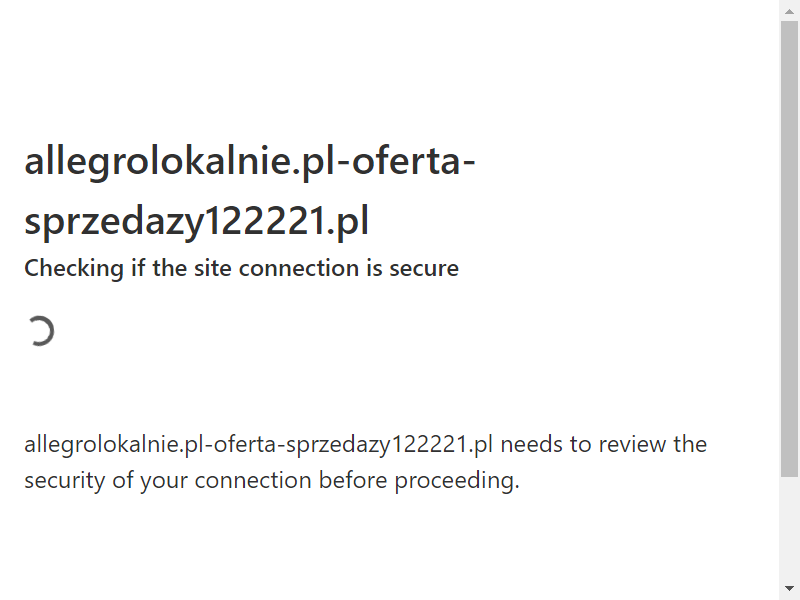 allegrolokalnie.pl-oferta-
sprzedazy122221.pl
Checking if the site connection is secure
allegrolokalnie.pl-oferta-sprzedazy122221.pl needs to review the
security of your connection before proceeding.